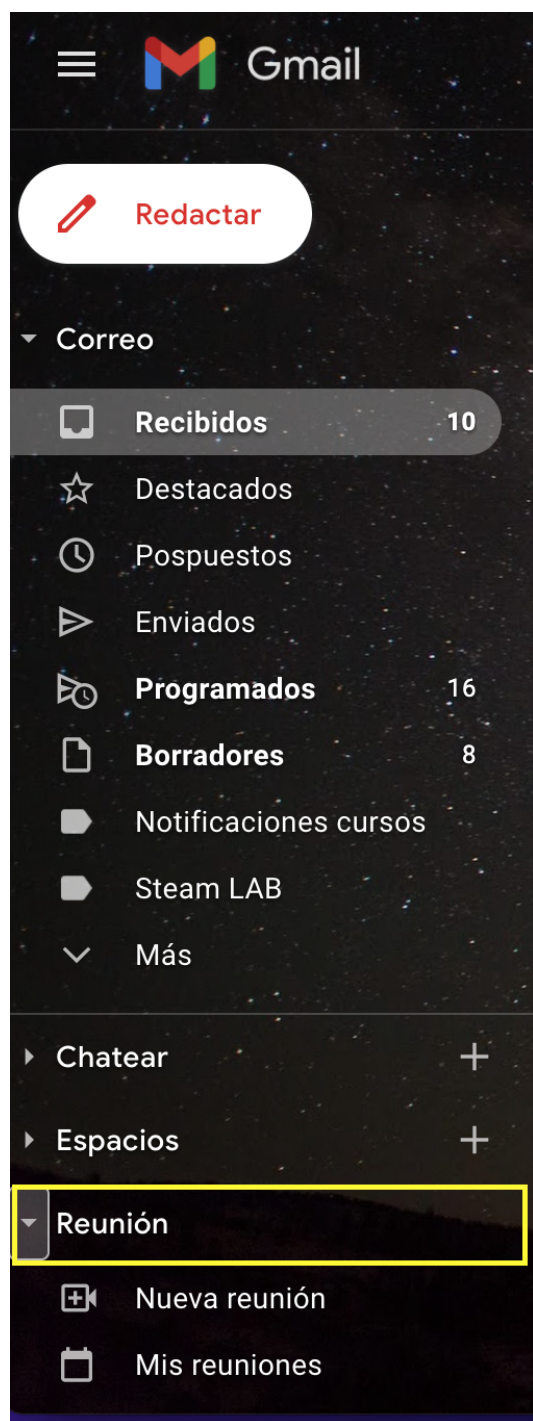 Gmail
Redactar
Correo
Recibidos 10
Destacados
Pospuestos
Enviados
Programados 16
Borradores 8
Notificaciones cursos
Steam LAB
Más
Chatear
Espacios
Reunión
Nueva reunión
Mis reuniones